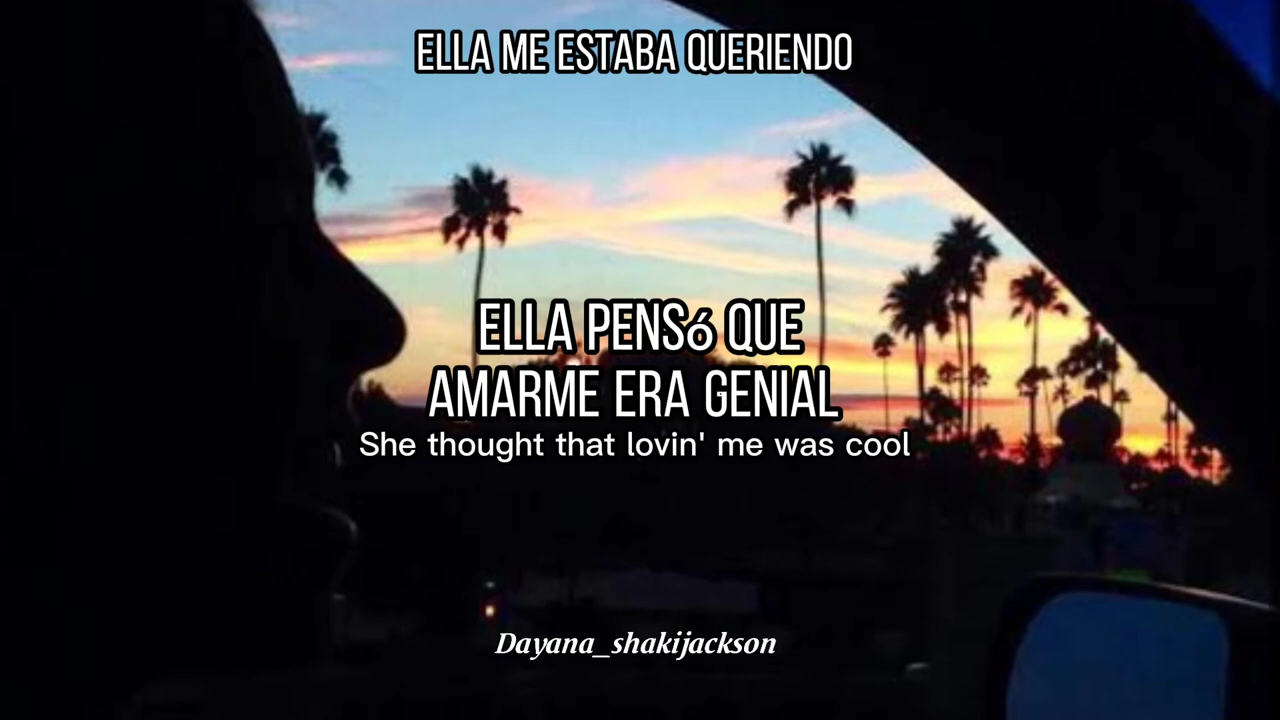 ELLA ME ESTABA QUERIENDO
ELLA PENSó QUE
AMARME ERA GENIAL
She thought that lovin' me was cool
Dayana_shakijackson